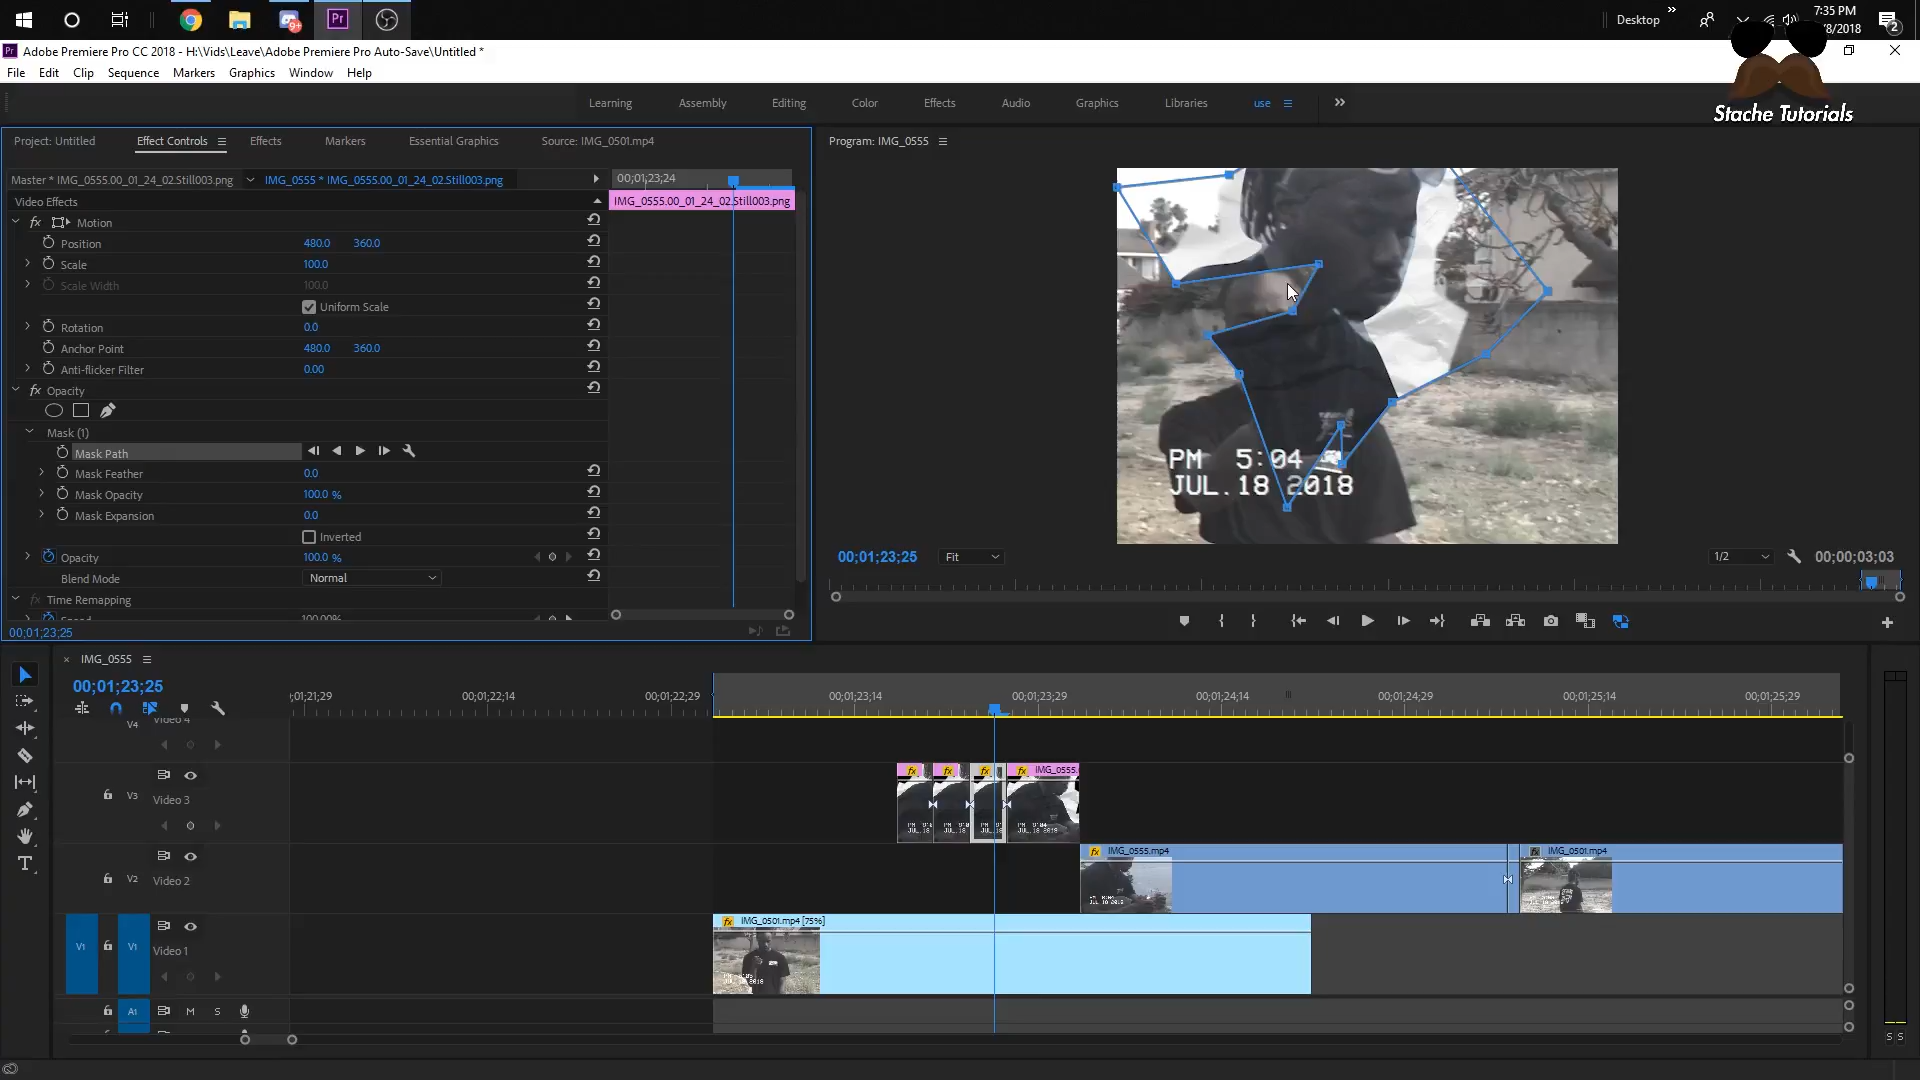 Desktop
7:35 PM
/8/2018
2
Adobe Premiere Pro CC 2018 - H:\Vids\Leave\Adobe Premiere Pro Auto-Save\Untitled *
File Edit Clip Sequence Markers Graphics Window Help
Stache Tutorials
Learning Assembly Editing Color Effects Audio Graphics Libraries use
Project: Untitled Effect Controls Effects Markers Essential Graphics Source: IMG_0501.mp4
Program: IMG_0555
Master * IMG_0555.00_01_24_02.Still003.png IMG_0555 * IMG_0555.00_01_24_02.Still003.png
00;01;23;24
Video Effects
IMG_0555.00_01_24_02.Still003.png
fx Motion
Position 480.0 360.0
Scale 100.0
Scale Width 100.0
Uniform Scale
Rotation 0.0
Anchor Point 480.0 360.0
Anti-flicker Filter 0.00
fx Opacity
Mask (1)
Mask Path
Mask Feather 0.0
Mask Opacity 100.0 %
Mask Expansion 0.0
Inverted
Opacity 100.0 %
Blend Mode Normal
fx Time Remapping
Speed 100.00%
00;01;23;25
PM 5:04
JUL.18 2018
00;01;23;25 Fit 1/2 00;00;03;03
IMG_0555
00;01;23;25
;01;21;29 00;01;22;14 00;01;22;29 00;01;23;14 00;01;23;29 00;01;24;14 00;01;24;29 00;01;25;14 00;01;25;29
V4 Video 4
V3 Video 3
fx fx fx fx IMG_0555.
V2 Video 2
fx IMG_0555.mp4
fx IMG_0501.mp4
V1 V1 Video 1
fx IMG_0501.mp4 [75%]
A1 M S
S S